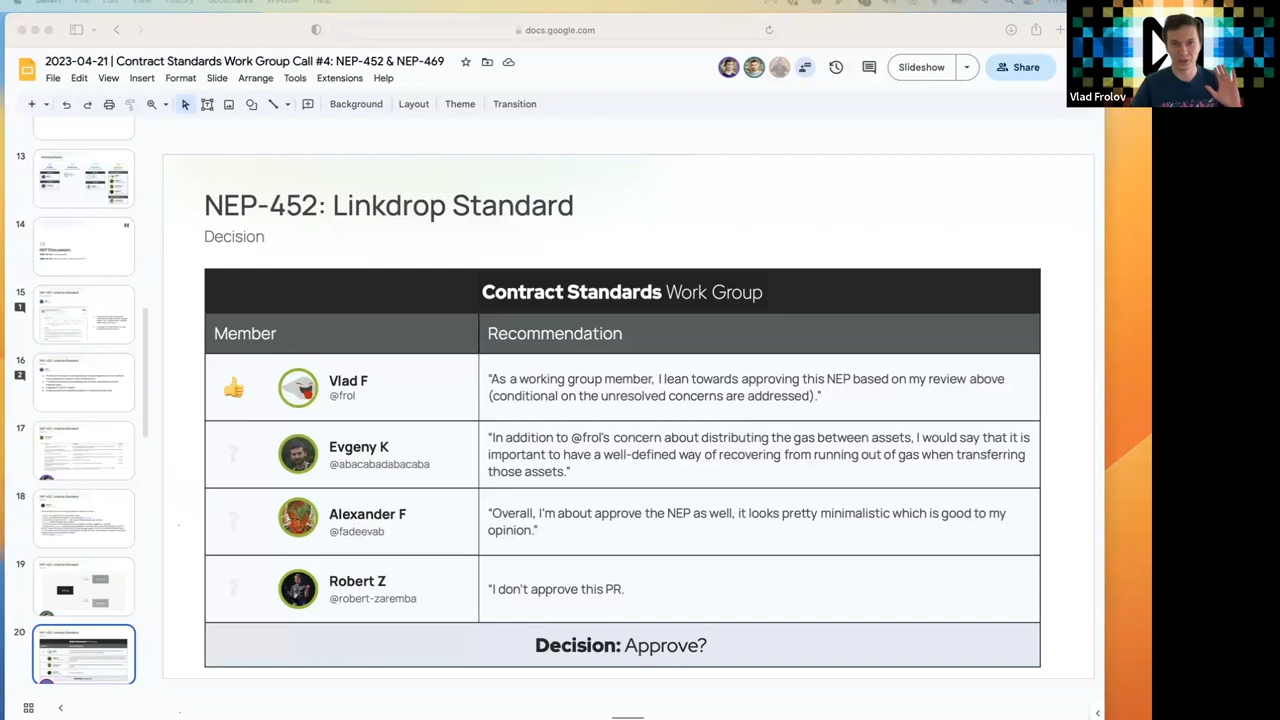 docs.google.com
2023-04-21 | Contract Standards Work Group Call #4: NEP-452 & NEP-469
File Edit View Insert Format Slide Arrange Tools Extensions Help
Slideshow
Share
Vlad Frolov
Background Layout Theme Transition
13
14
15
1
16
2
17
18
19
20
NEP-452: Linkdrop Standard
Decision
Contract Standards Work Group
Member Recommendation
Vlad F
@frol
working group member, I lean towards approving this NEP based on my review above
(conditional on the unresolved concerns are addressed)."
Evgeny K
@abacabadabacaba
addition to @frol's concern about distributing the gas between assets, I would say that it is
important to have a well-defined way of recovering from running out of gas when transferring
those assets."
Alexander F
@fadeevab
"Overall, I'm about approve the NEP as well, it looks pretty minimalistic which is good to my
opinion."
Robert Z
@robert-zaremba
"I don't approve this PR.
Decision: Approve?